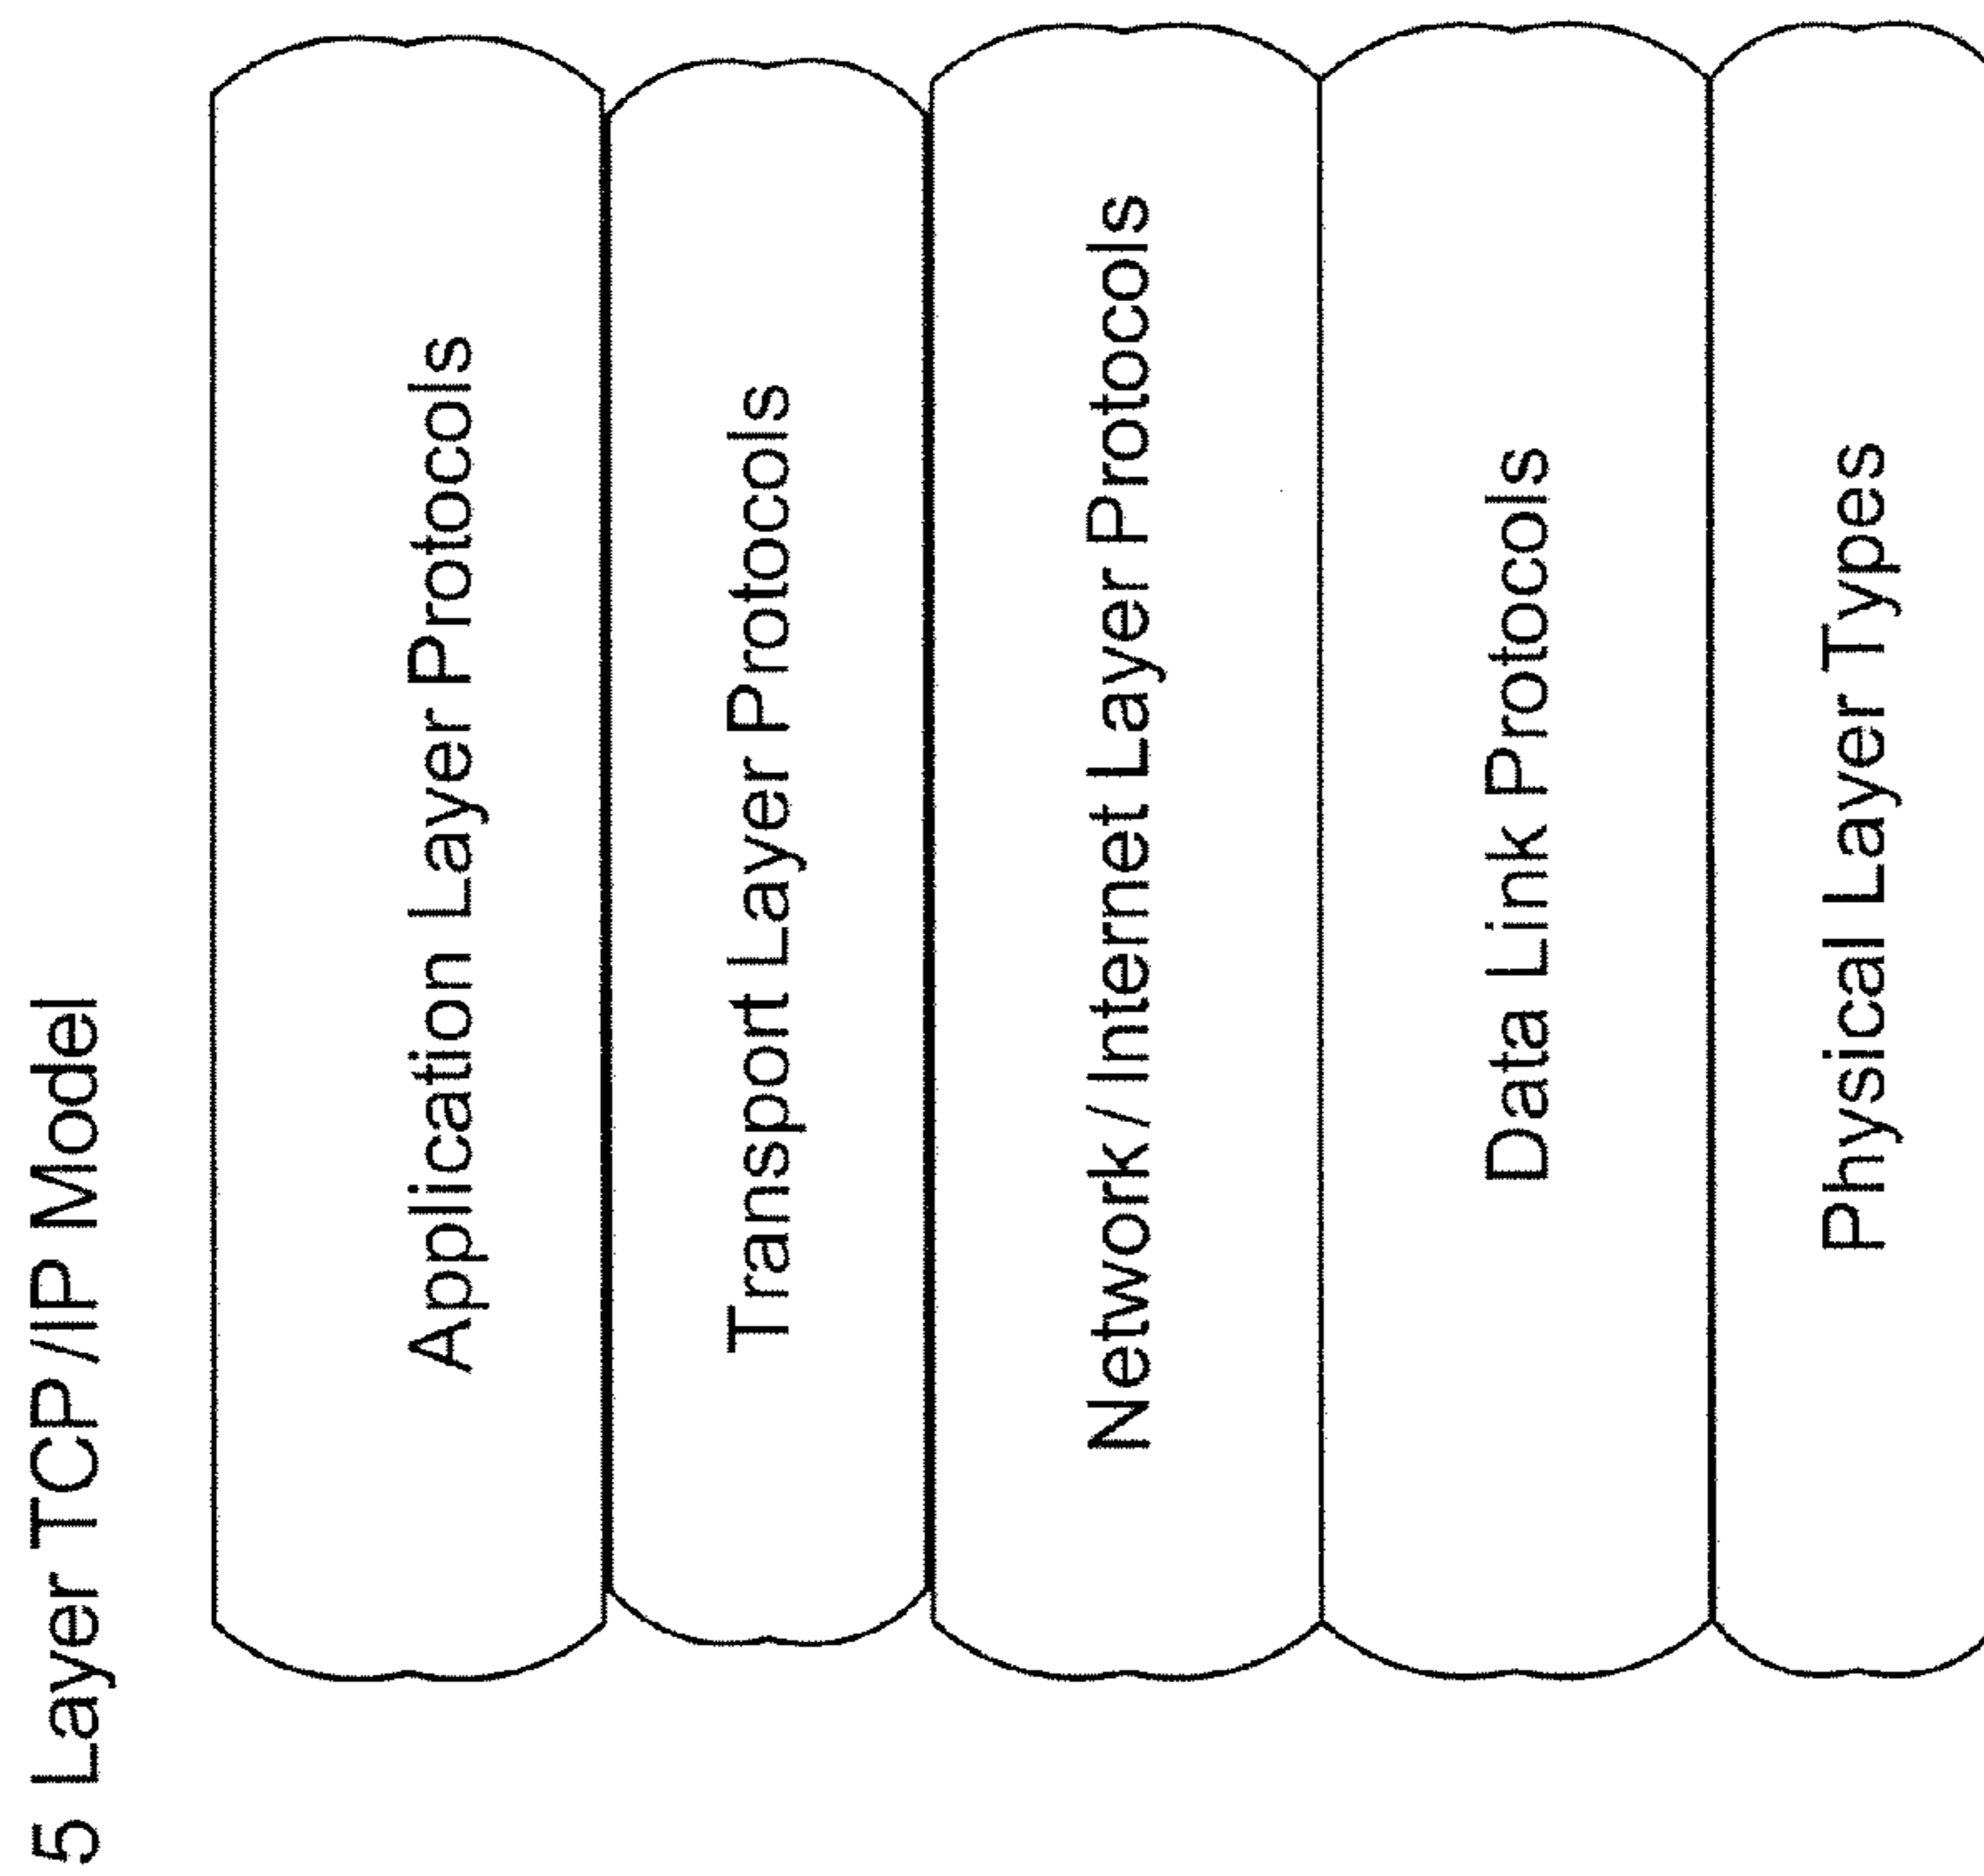 5 Layer TCP/IP Model
Application Layer Protocols
Transport Layer Protocols
Network/Internet Layer Protocols
Data Link Protocols
Physical Layer Types